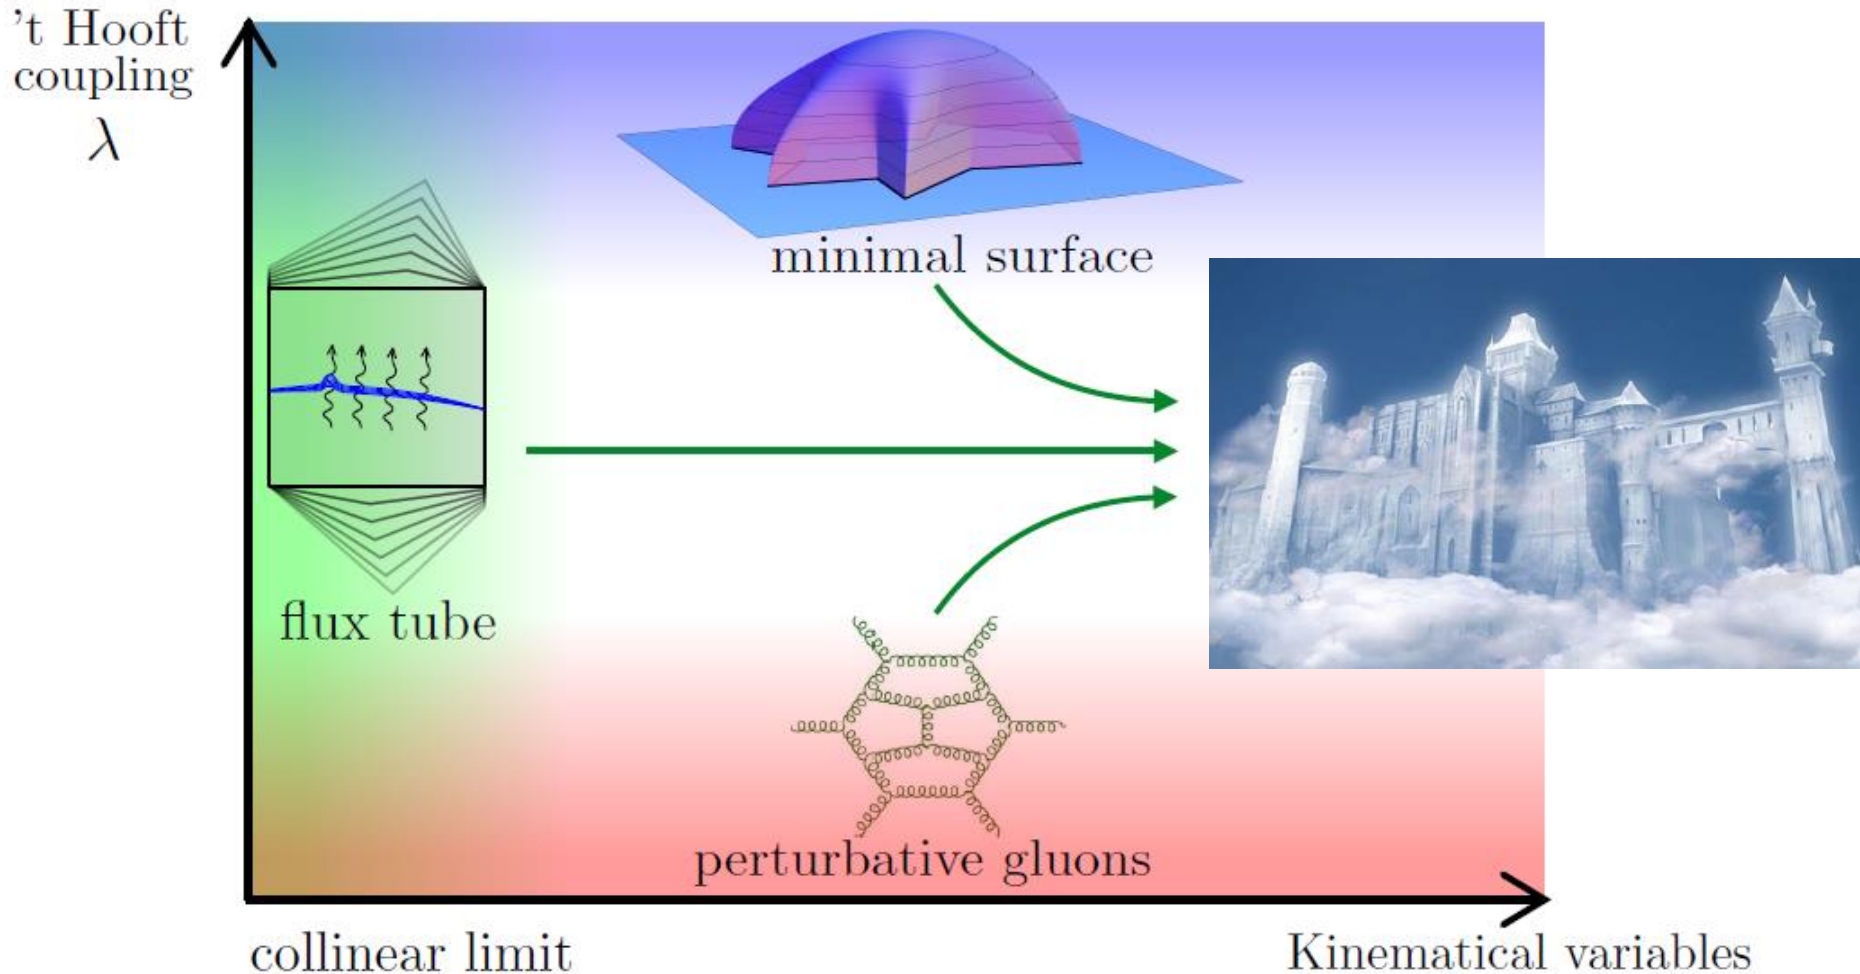 't Hooft
coupling
λ
minimal surface
flux tube
perturbative gluons
collinear limit
Kinematical variables